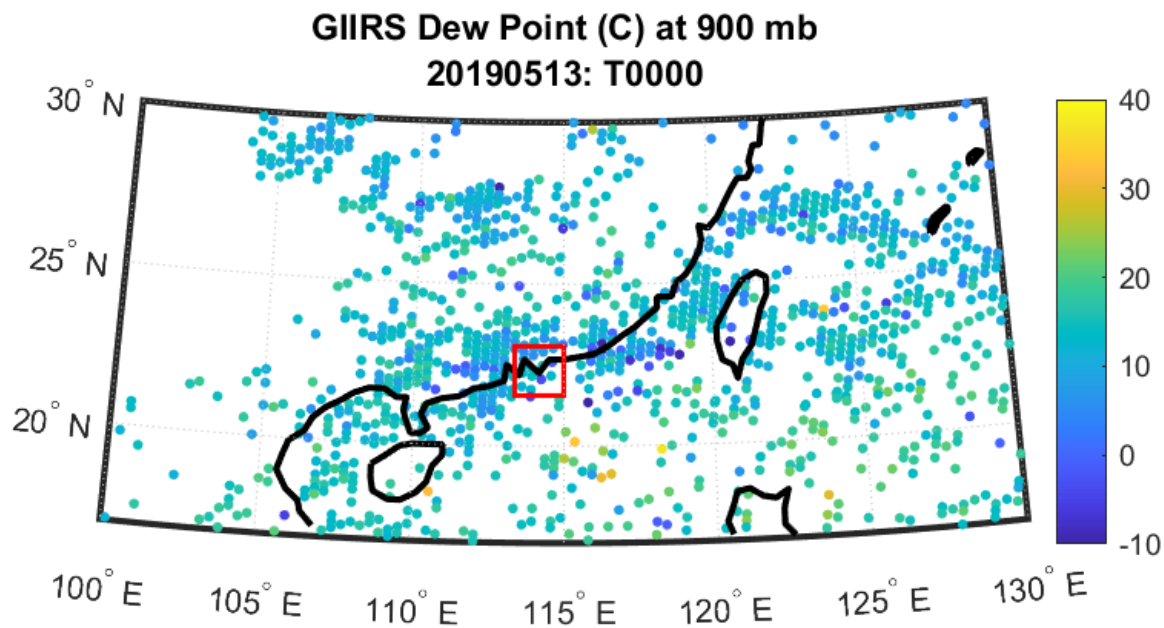 GIIRS Dew Point (C) at 900 mb
20190513: T0000
30° N
25° N
20° N
100° E
105° E
110° E
115° E
120° E
125° E
130° E
40
30
20
10
0
-10